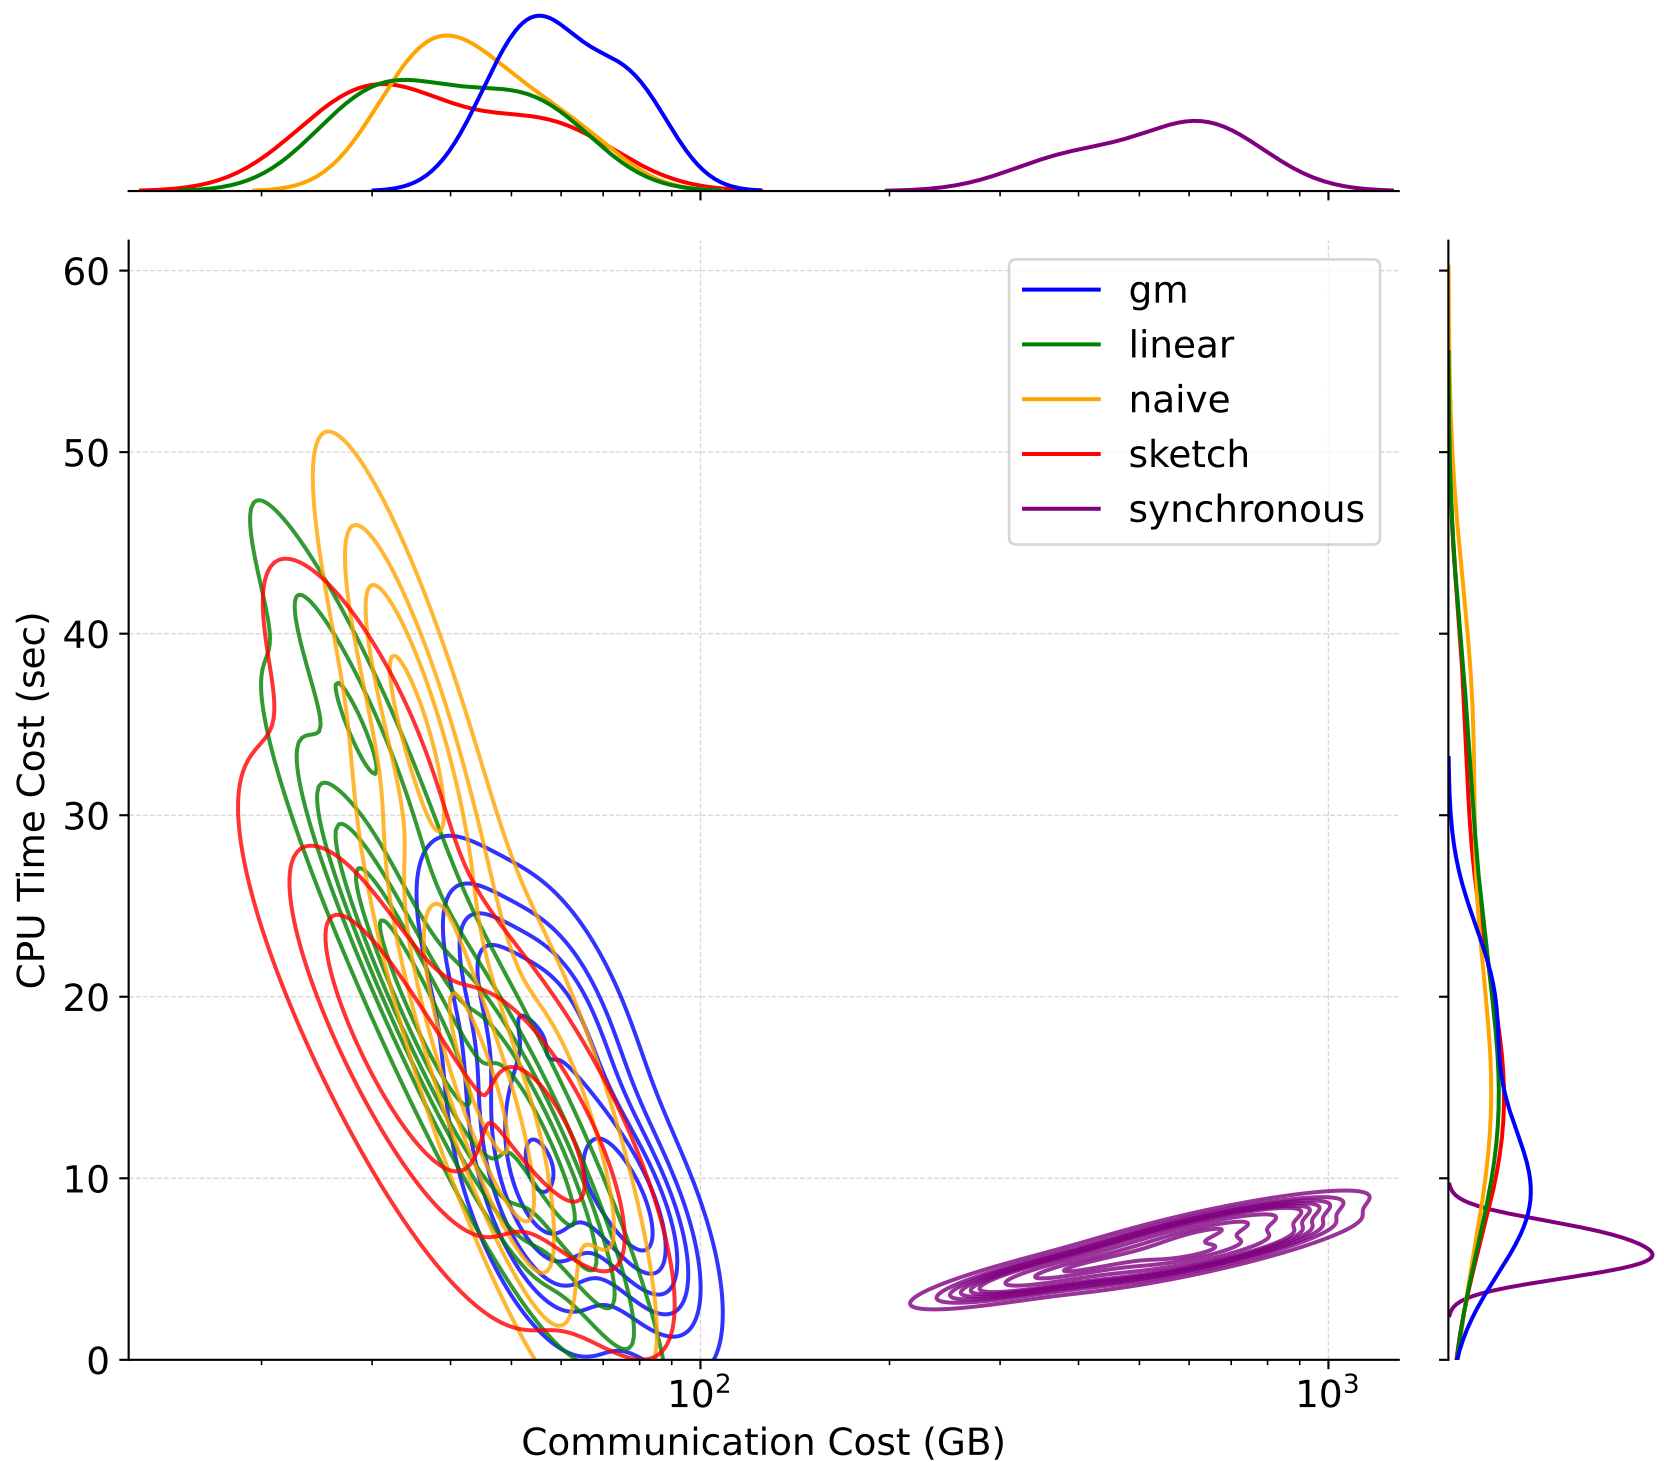 gm
linear
naive
sketch
synchronous
60
50
40
30
20
10
0
CPU Time Cost (sec)
10²
10³
Communication Cost (GB)